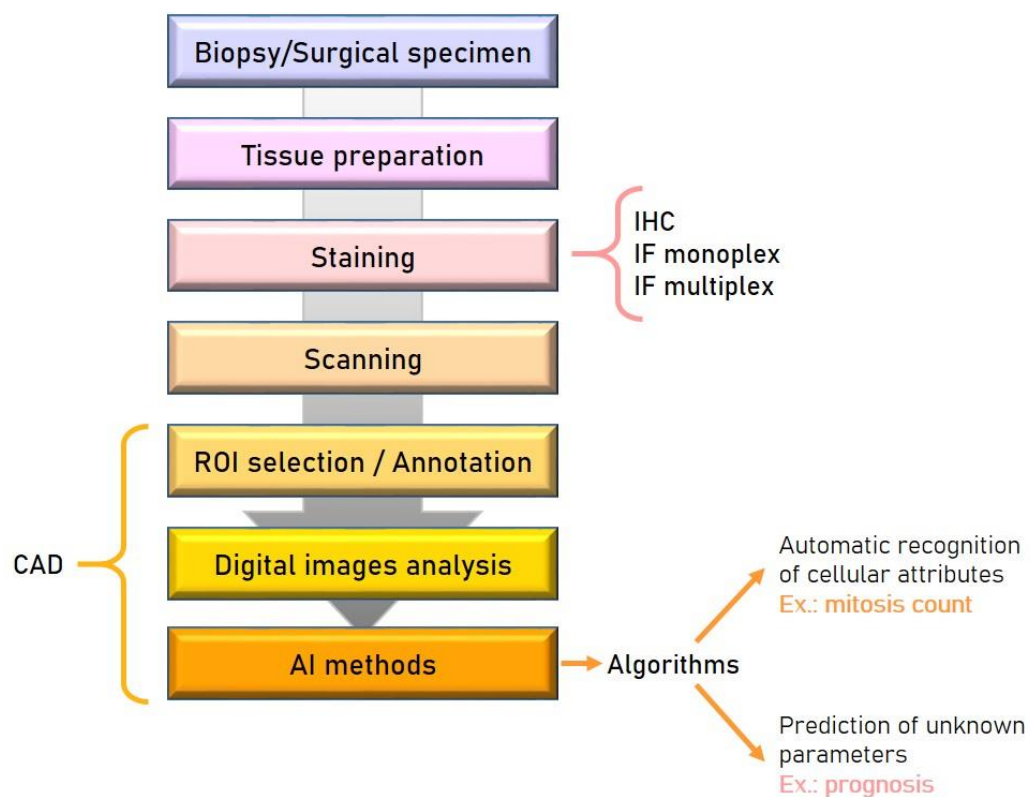 Biopsy/Surgical specimen
Tissue preparation
Staining
IHC
IF monoplex
IF multiplex
Scanning
ROI selection / Annotation
CAD
Digital images analysis
AI methods
Algorithms
Automatic recognition
of cellular attributes
Ex.: mitosis count
Prediction of unknown
parameters
Ex.: prognosis